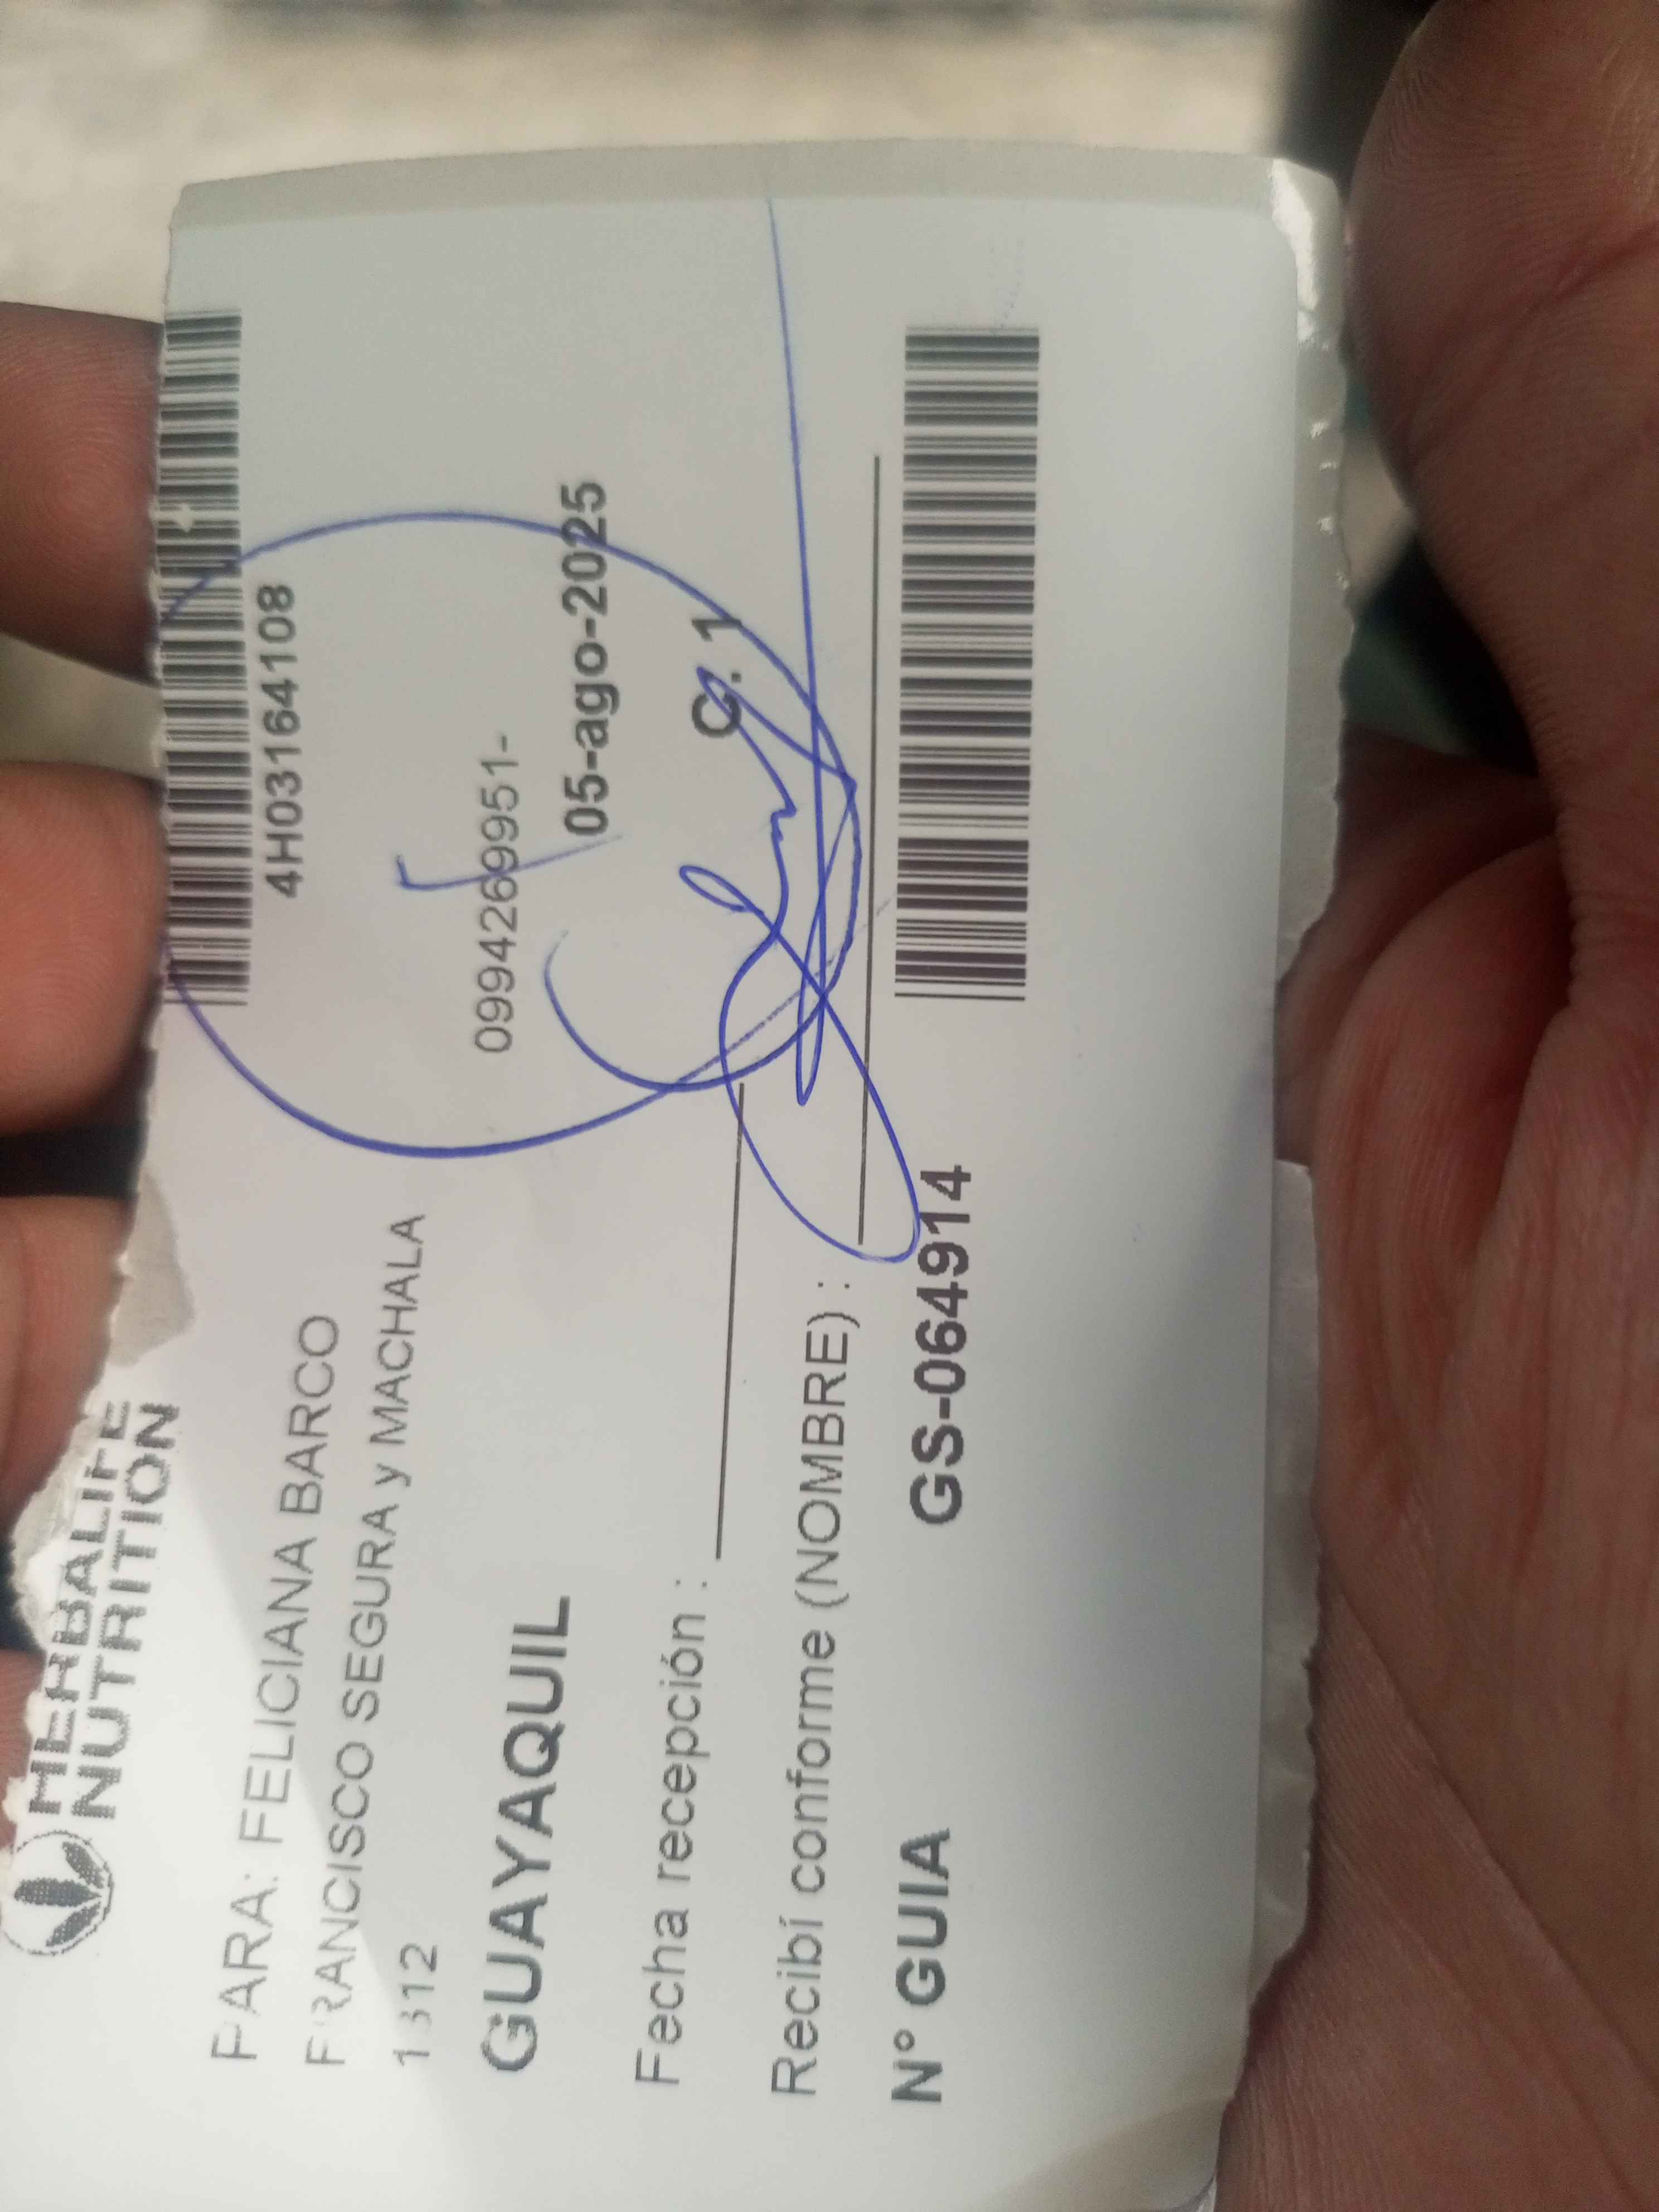 HERBALIFE
NUTRITION
4H03164108
PARA: FELICIANA BARCO
FRANCISCO SEGURA y MACHALA
1312
0994269951-
GUAYAQUIL
05-ago-2025
Fecha recepción :
C. 1
Recibí conforme (NOMBRE) :
N° GUIA GS-064914